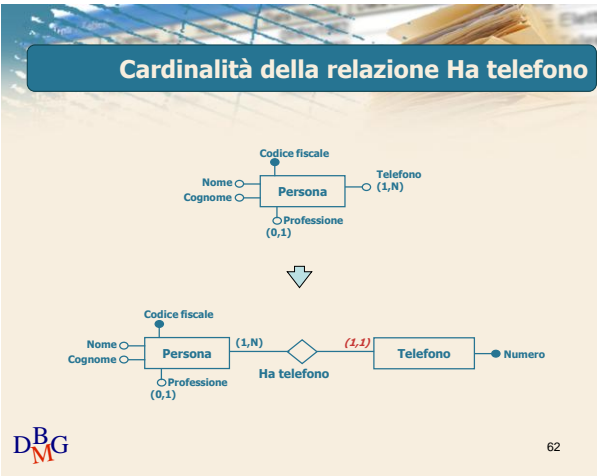 Cardinalità della relazione Ha telefono
Codice fiscale
Nome
Cognome
Persona
Telefono
(1,N)
Professione
(0,1)
Codice fiscale
Nome
Cognome
Persona
(1,N)
Ha telefono
(1,1)
Telefono
Numero
Professione
(0,1)
DBMG
62